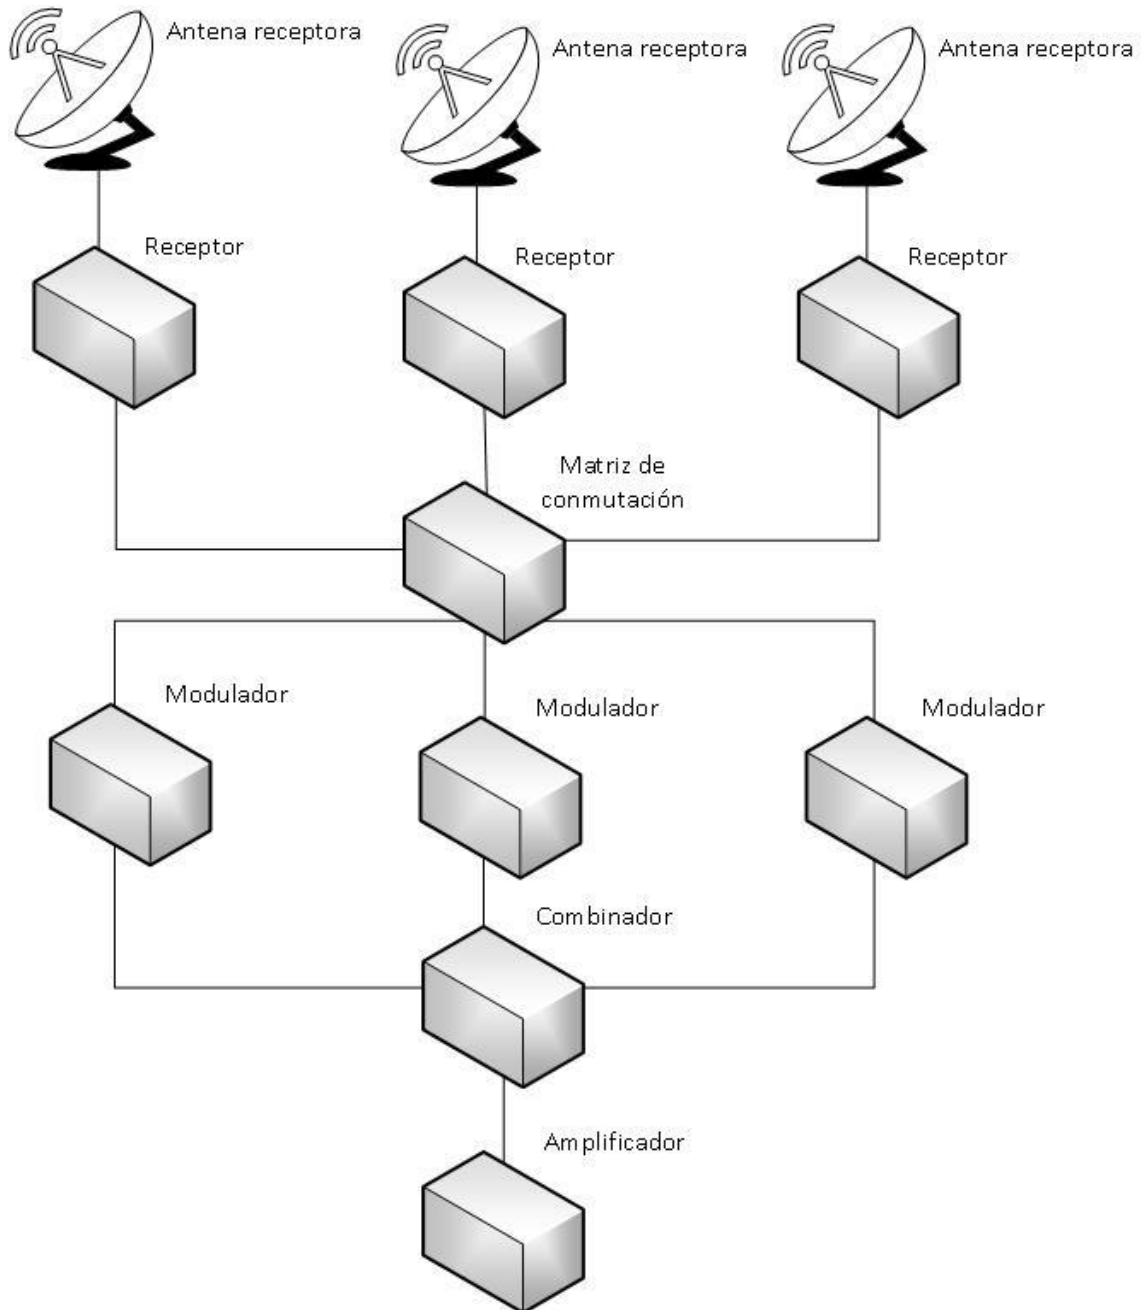 Antena receptora
Antena receptora
Antena receptora
Receptor
Receptor
Receptor
Matriz de
conmutación
Modulador
Modulador
Modulador
Combinador
Amplificador